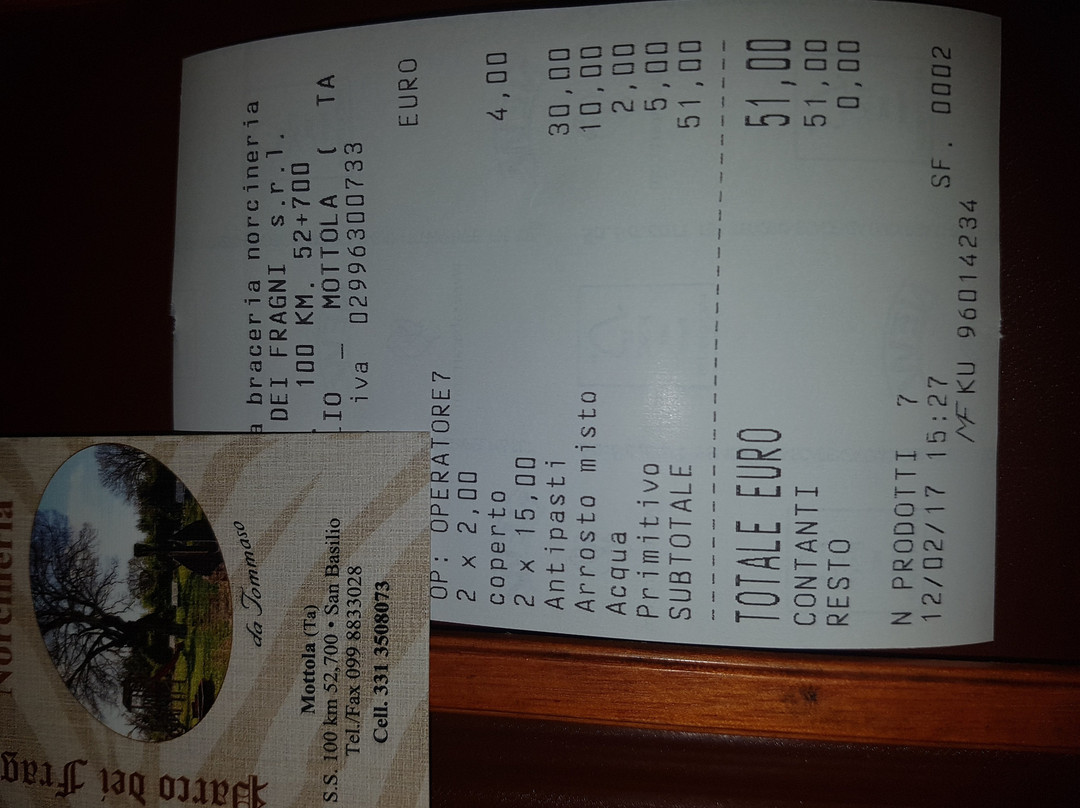 a braceria norcineria
DEI FRAGNI s.r.l.
100 KM. 52+700
LIO MOTTOLA ( TA
iva - 02996300733
EURO
OP: OPERATORE7
2 x 2,00
coperto 4,00
2 x 15,00
Antipasti 30,00
Arrosto misto 10,00
Acqua 2,00
Primitivo 5,00
SUBTOTALE 51,00
TOTALE EURO 51,00
CONTANTI 51,00
RESTO 0,00
N PRODOTTI 7
12/02/17 15:27 SF. 0002
MF KU 96014234
Norcineria
Parco dei Frag
da Tommaso
Mottola (Ta)
S.S. 100 km 52,700 • San Basilio
Tel./Fax 099 8833028
Cell. 331 3508073